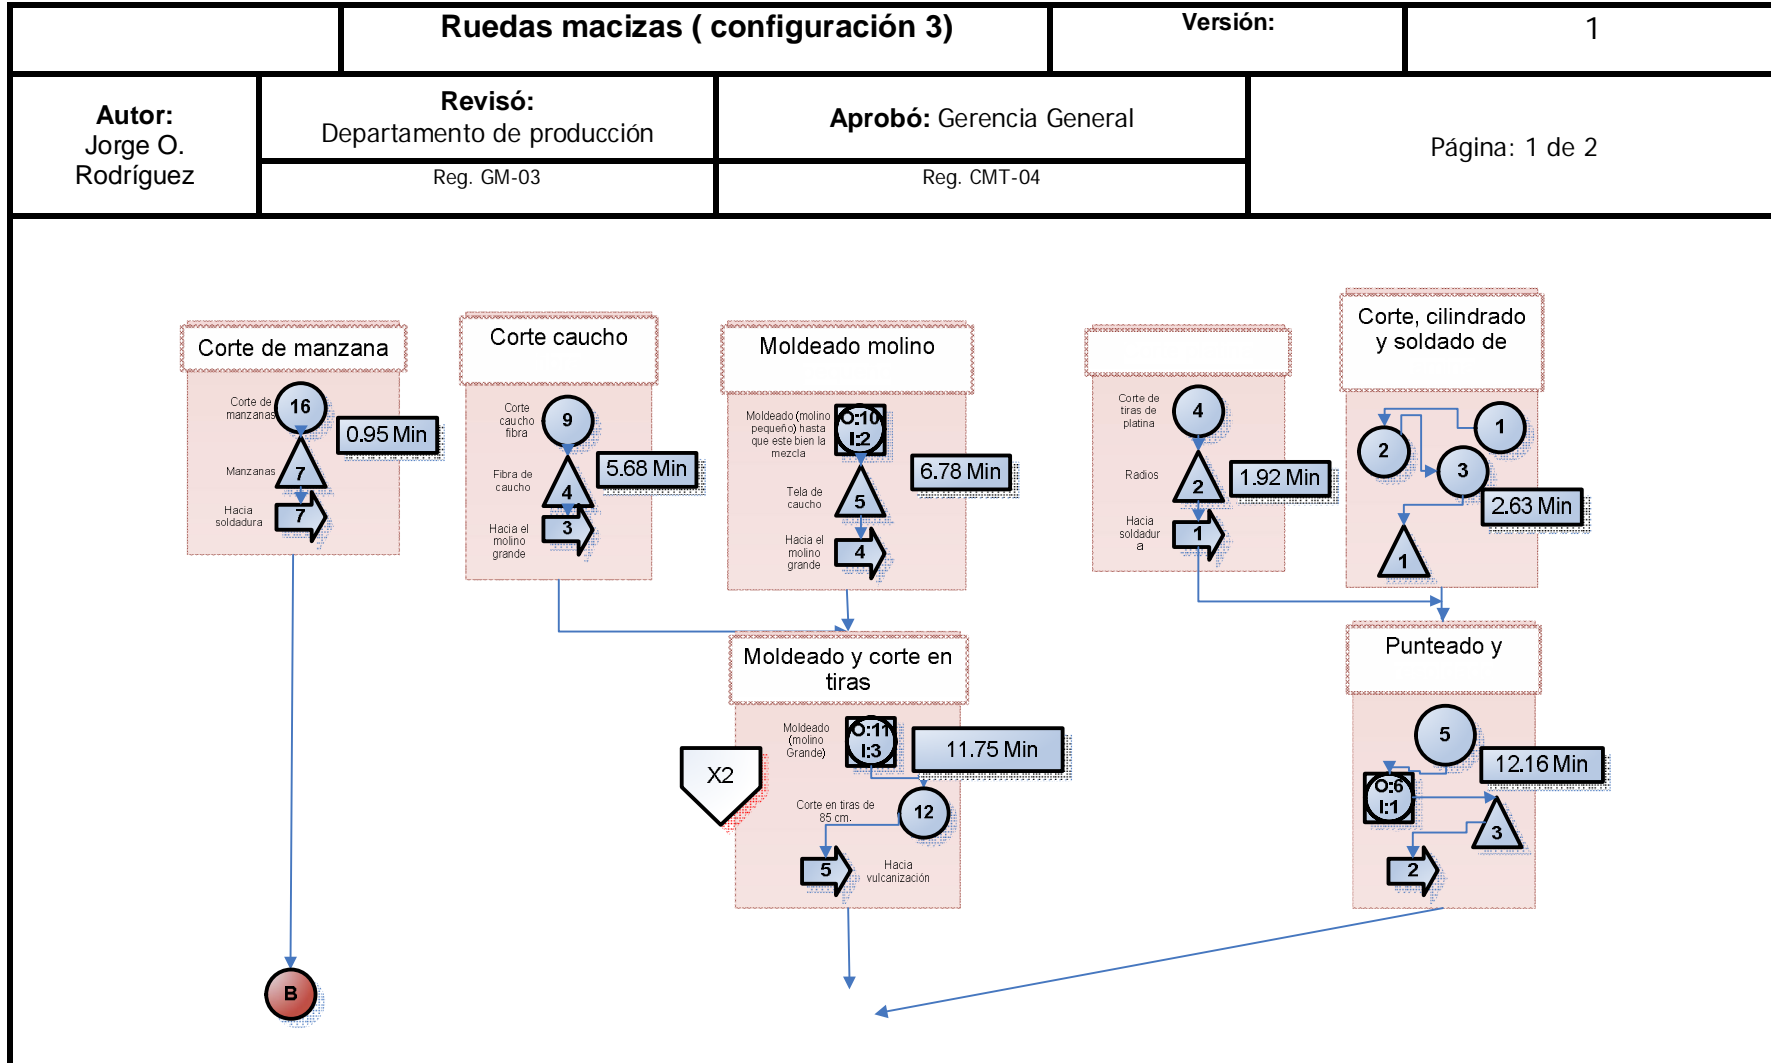 Ruedas macizas ( configuración 3)
Versión:
1
Autor:
Jorge O.
Rodríguez
Revisó:
Departamento de producción
Aprobó: Gerencia General
Página: 1 de 2
Reg. GM-03
Reg. CMT-04
Corte de manzana
Corte de
manzanas
16
0.95 Min
Manzanas
7
Hacia
soldadura
7
Corte caucho
Corte
caucho
fibra
9
5.68 Min
Fibra de
caucho
4
Hacia el
molino
grande
3
Moldeado molino
Moldeado (molino
pequeño) hasta
que este bien la
mezcla
O:10
I:2
6.78 Min
Tela de
caucho
5
Hacia el
molino
grande
4
Corte de
tiras de
platina
4
Radios
2
1.92 Min
Hacia
soldadur
a
1
Corte, cilindrado
y soldado de
1
2
3
2.63 Min
1
Moldeado y corte en
tiras
Moldeado
(molino
Grande)
O:11
I:3
11.75 Min
X2
Corte en tiras de
85 cm.
12
5
Hacia
vulcanización
Punteado y
5
12.16 Min
O:6
I:1
3
2
B